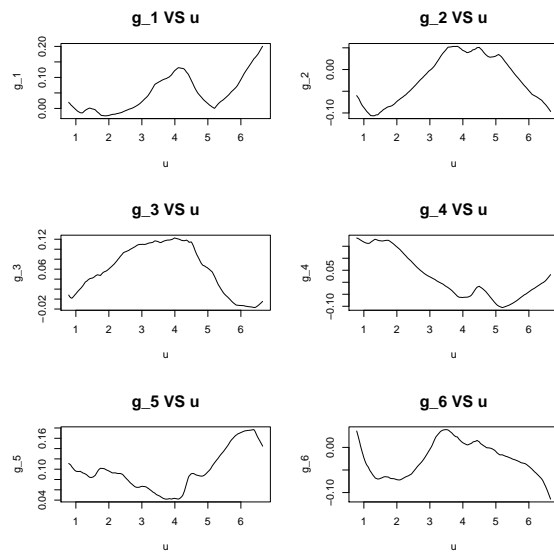 g_1 VS u
g_1
0.00 0.10 0.20
1 2 3 4 5 6
u
g_2 VS u
g_2
−0.10 0.00
1 2 3 4 5 6
u
g_3 VS u
g_3
−0.02 0.06 0.12
1 2 3 4 5 6
u
g_4 VS u
g_4
−0.10 0.05
1 2 3 4 5 6
u
g_5 VS u
g_5
0.04 0.10 0.16
1 2 3 4 5 6
u
g_6 VS u
g_6
−0.10 0.00
1 2 3 4 5 6
u